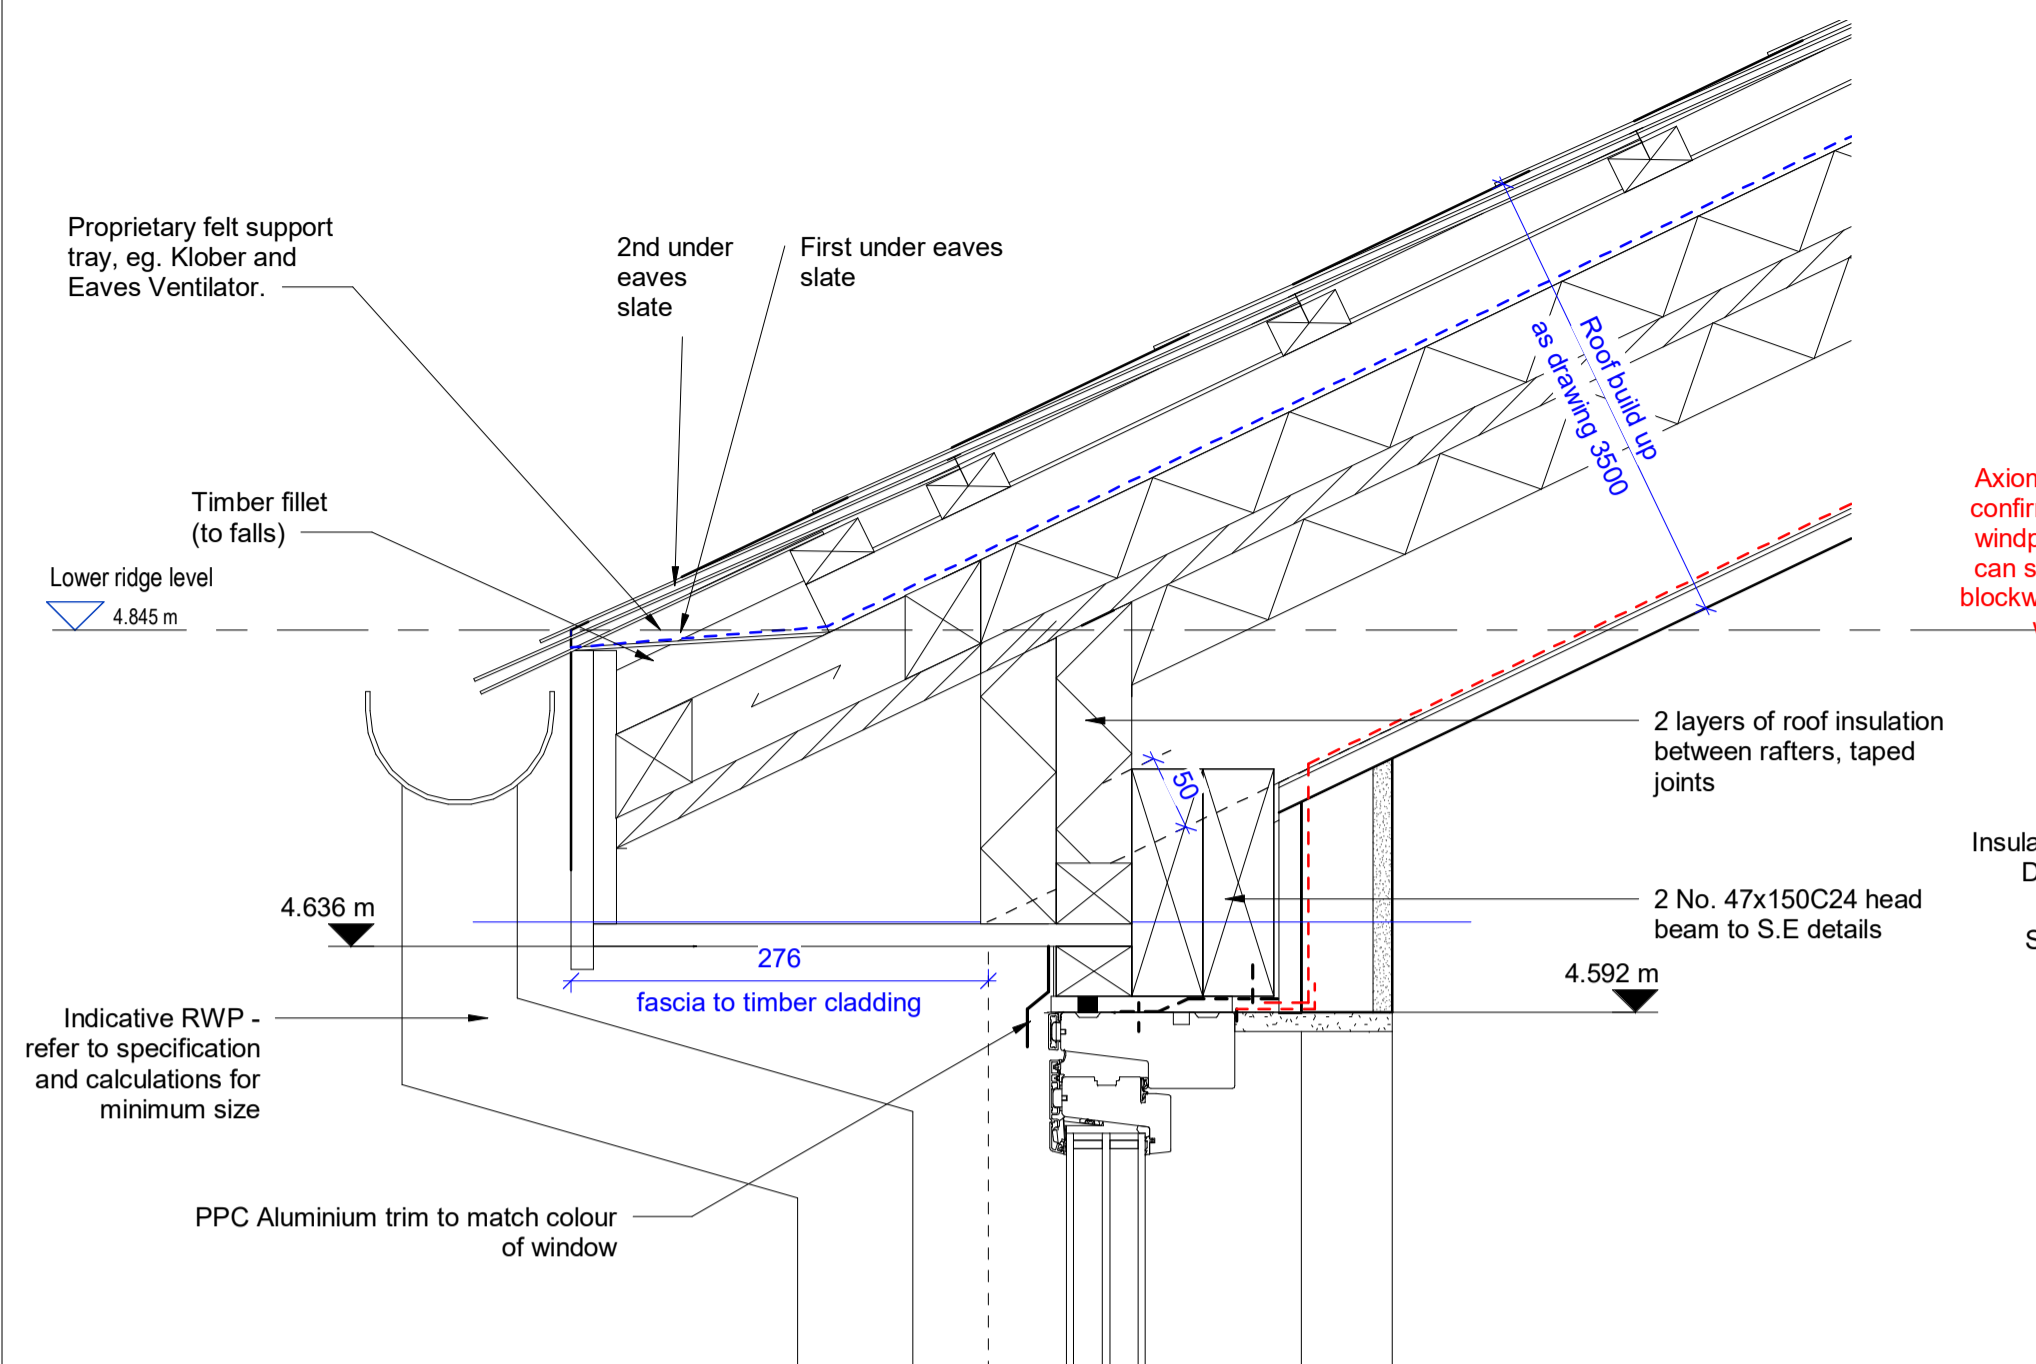 Proprietary felt support
tray, eg. Klober and
Eaves Ventilator.
2nd under
eaves
slate
First under eaves
slate
Timber fillet
(to falls)
Lower ridge level
4.845 m
Roof build up
as drawing 3500
Axion
confir
windp
can s
blockw
2 layers of roof insulation
between rafters, taped
joints
50
Insula
D
2 No. 47x150C24 head
beam to S.E details
S
4.636 m
276
fascia to timber cladding
4.592 m
Indicative RWP -
refer to specification
and calculations for
minimum size
PPC Aluminium trim to match colour
of window